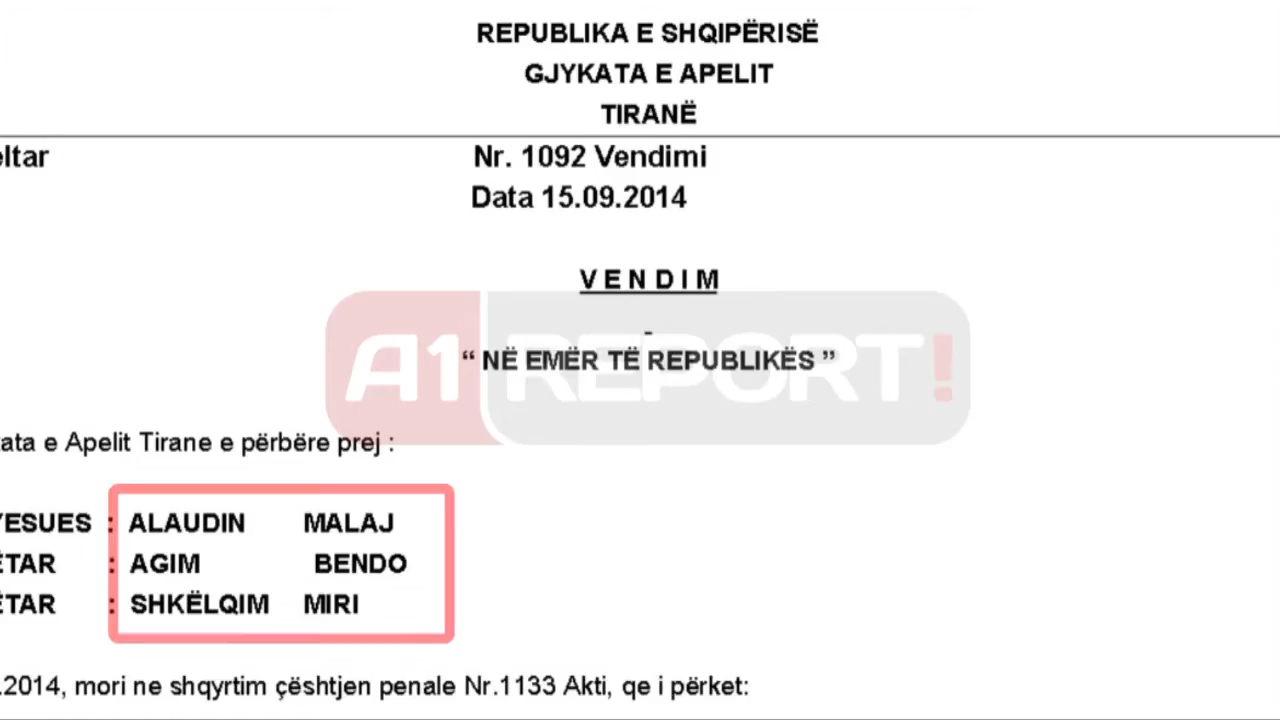 REPUBLIKA E SHQIPËRISË
GJYKATA E APELIT
TIRANË
eltar Nr. 1092 Vendimi
Data 15.09.2014
V E N D I M
-
“ NË EMËR TË REPUBLIKËS ”
A1 REPORT!
ata e Apelit Tirane e përbëre prej :
YESUES : ALAUDIN MALAJ
ËTAR : AGIM BENDO
ËTAR : SHKËLQIM MIRI
.2014, mori ne shqyrtim çështjen penale Nr.1133 Akti, qe i përket: